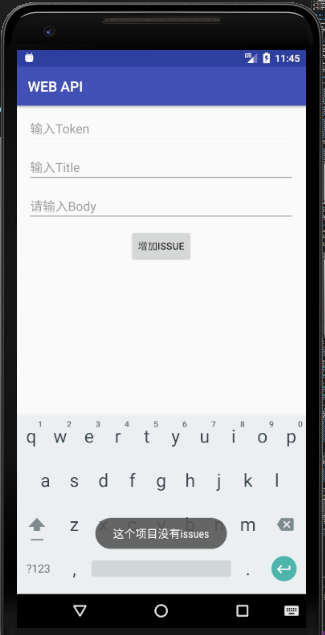 11:45
WEB API
输入Token
输入Title
请输入Body
增加ISSUE
1 2 3 4 5 6 7 8 9 0
q w e r t y u i o p
a s d f g h j k l
z x c v b n m
这个项目没有issues
?123 , .